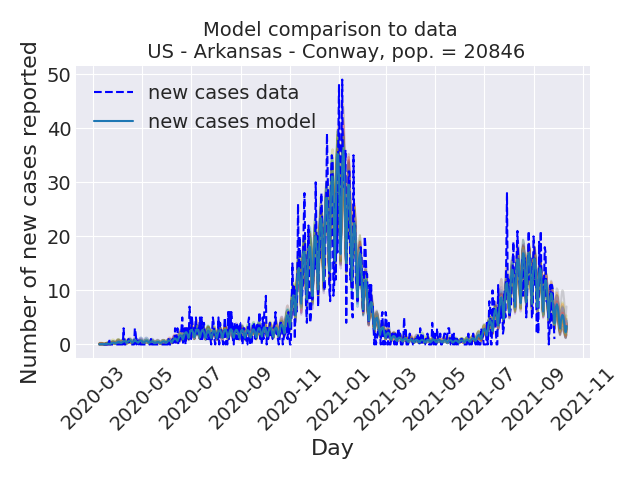 Model comparison to data
US - Arkansas - Conway, pop. = 20846
new cases data
new cases model
Number of new cases reported
50
40
30
20
10
0
2020-03
2020-05
2020-07
2020-09
2020-11
2021-01
2021-03
2021-05
2021-07
2021-09
2021-11
Day